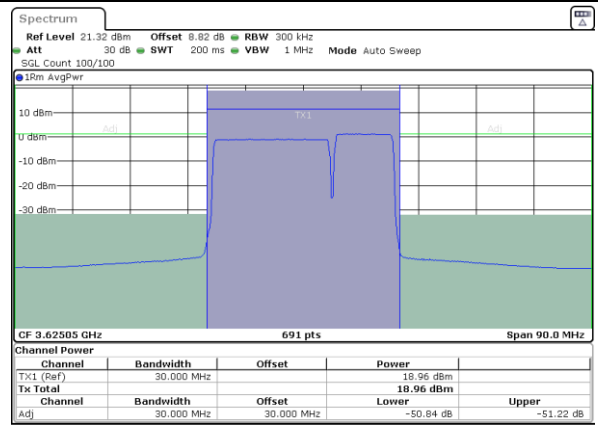 Spectrum
Ref Level 21.32 dBm Offset 8.82 dB RBW 300 kHz
Att 30 dB SWT 200 ms VBW 1 MHz Mode Auto Sweep
SGL Count 100/100
1Rm AvgPwr
10 dBm
TX1
Adj Adj
0 dBm
-10 dBm
-20 dBm
-30 dBm
CF 3.62505 GHz 691 pts Span 90.0 MHz
Channel Power
Channel Bandwidth Offset Power
TX1 (Ref) 30.000 MHz 18.96 dBm
Tx Total 18.96 dBm
Channel Bandwidth Offset Lower Upper
Adj 30.000 MHz 30.000 MHz -50.84 dB -51.22 dB